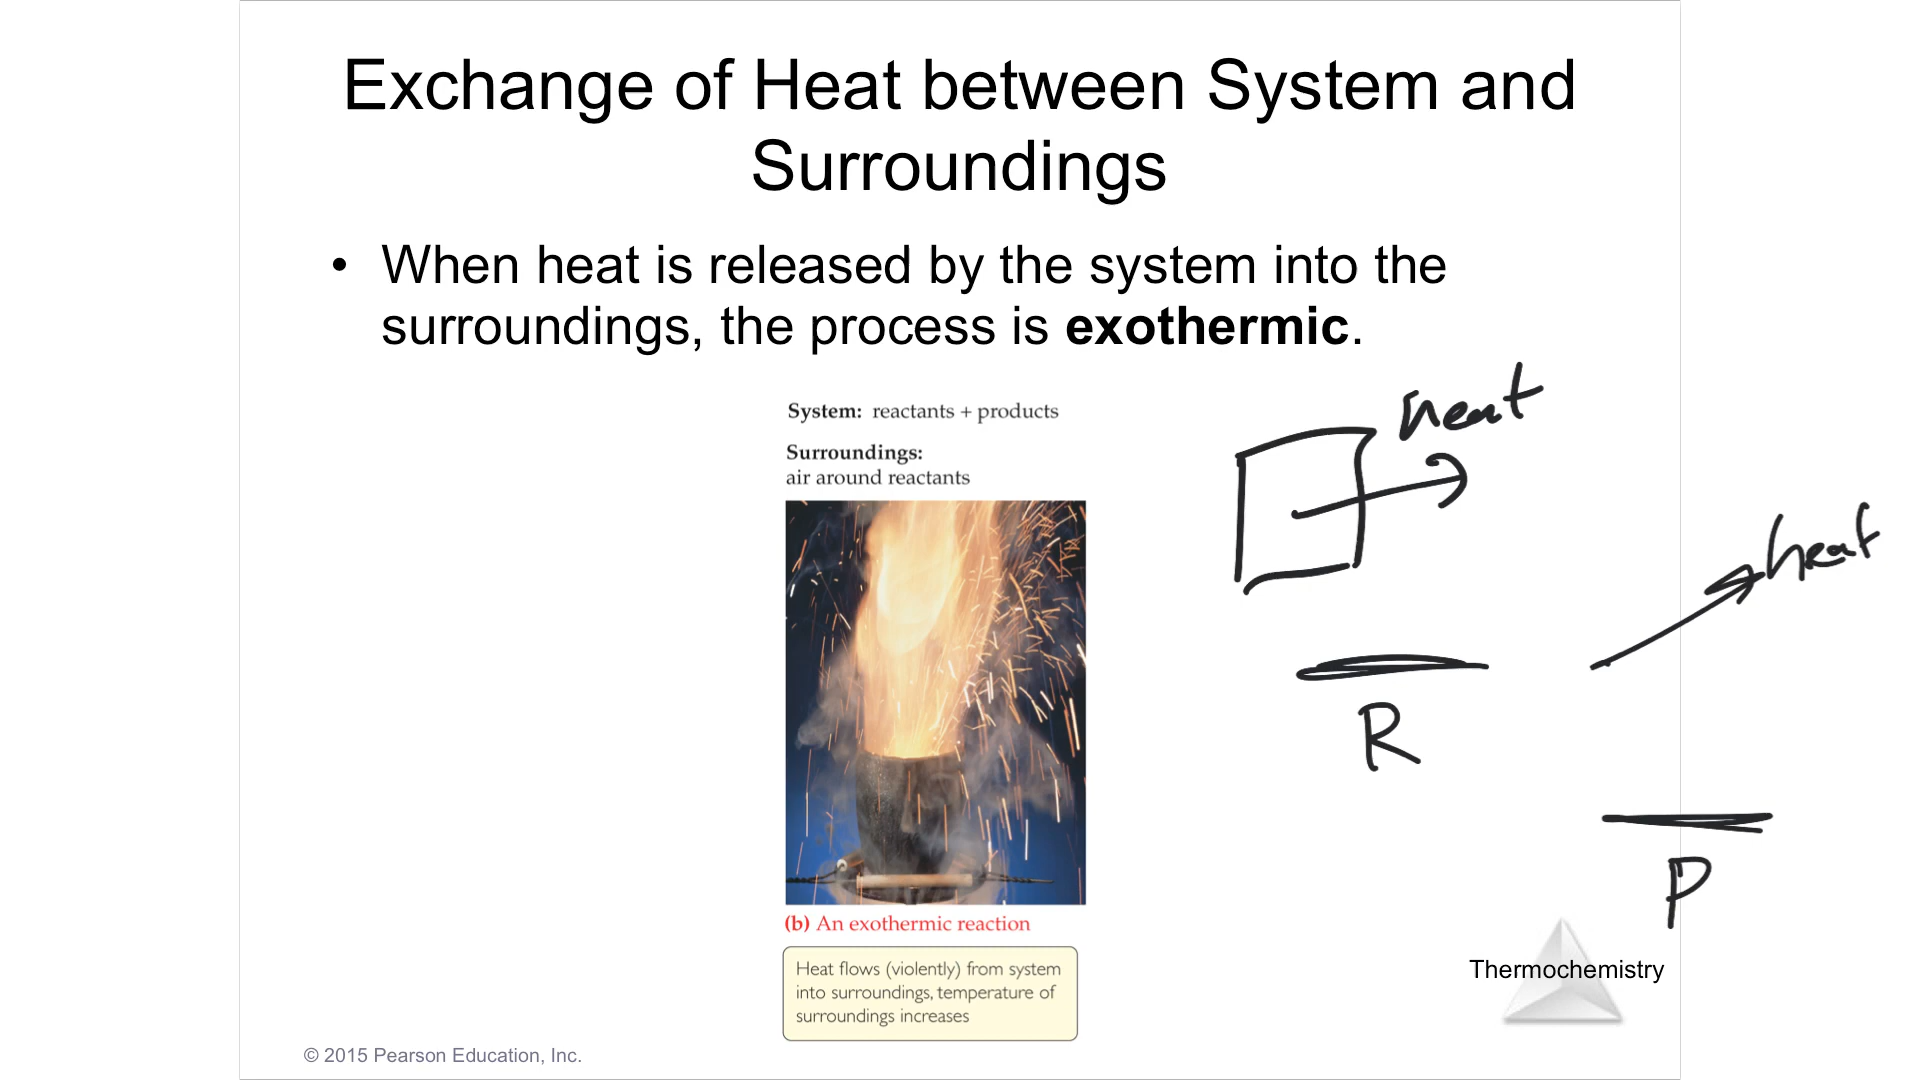 Exchange of Heat between System and
Surroundings
• When heat is released by the system into the
surroundings, the process is exothermic.
System: reactants + products
Surroundings:
air around reactants
heat
heat
R
P
(b) An exothermic reaction
Heat flows (violently) from system
into surroundings, temperature of
surroundings increases
Thermochemistry
© 2015 Pearson Education, Inc.